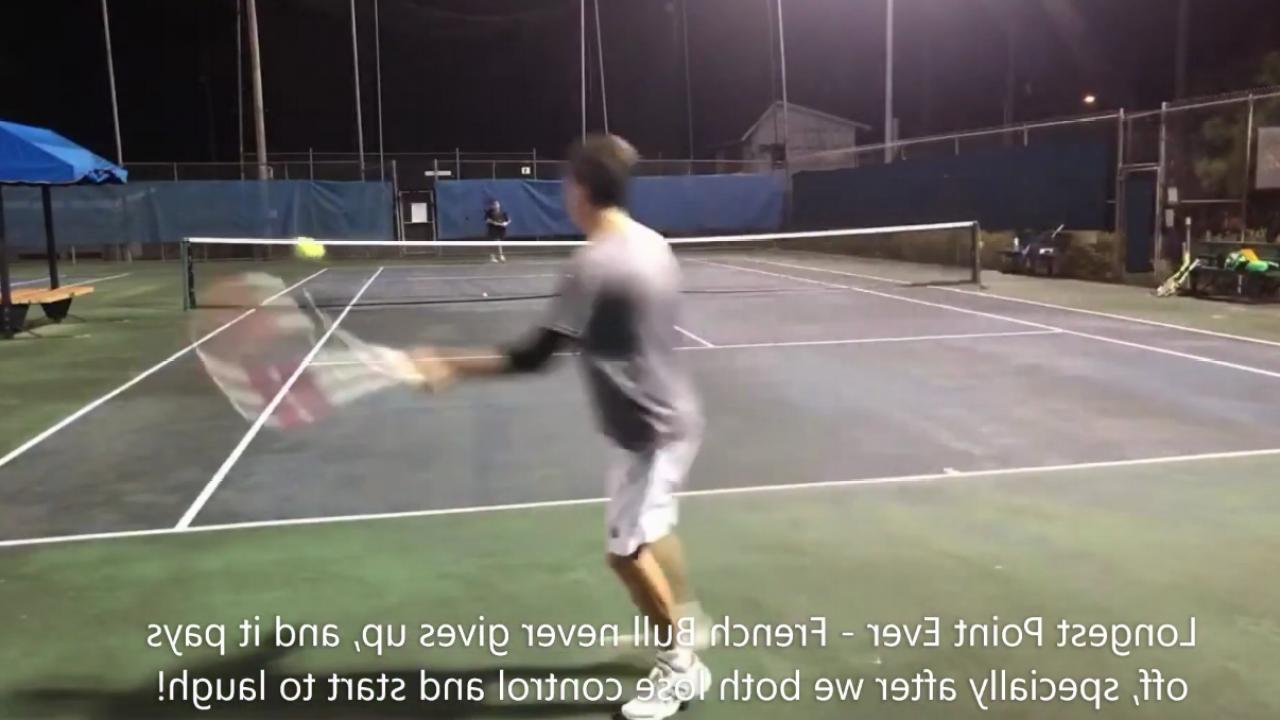 Longest Point Ever - French Bull never gives up, and it pays
off, specially after we both lose control and start to laugh!